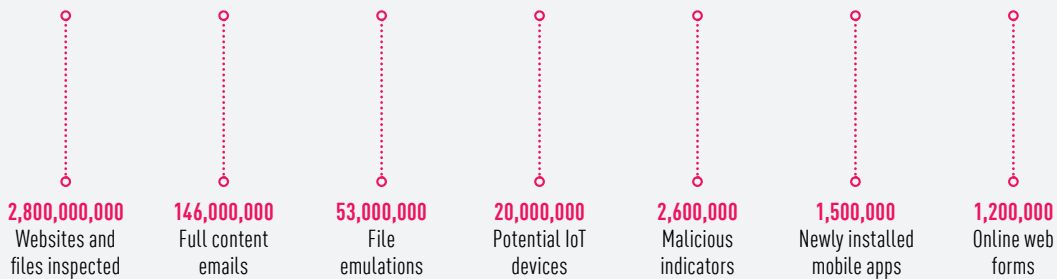 2,800,000,000
Websites and
files inspected
146,000,000
Full content
emails
53,000,000
File
emulations
20,000,000
Potential IoT
devices
2,600,000
Malicious
indicators
1,500,000
Newly installed
mobile apps
1,200,000
Online web
forms